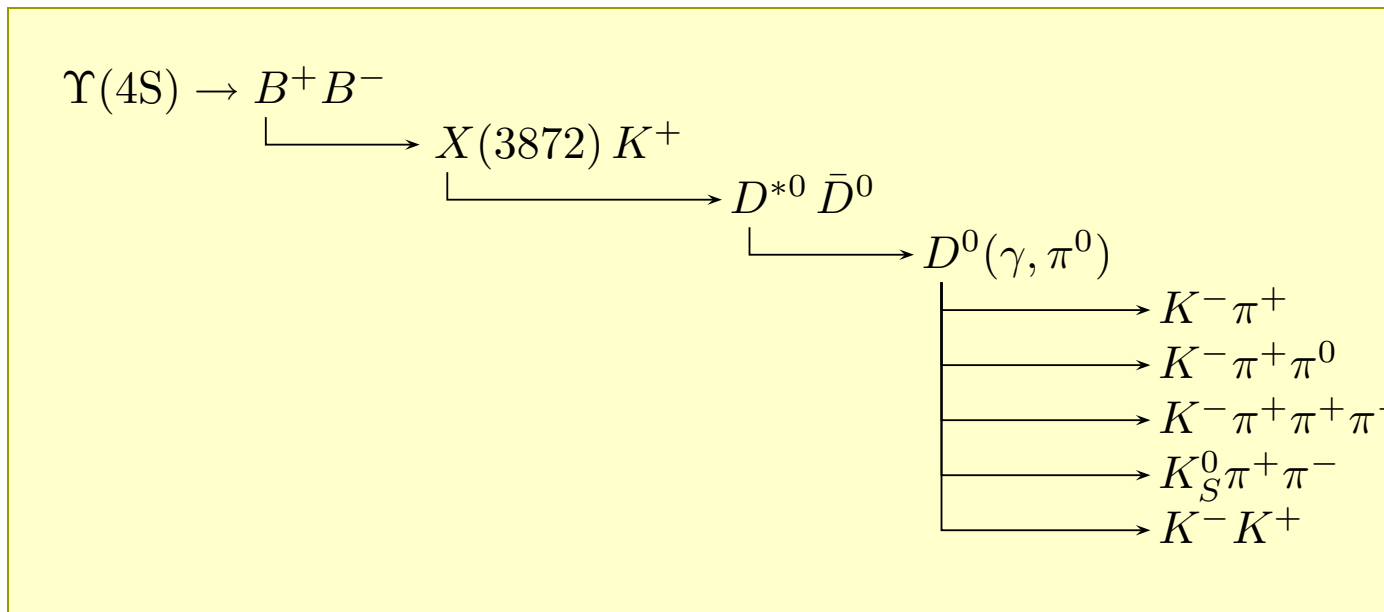 ϒ(4S) → B⁺B⁻
X(3872) K⁺
D*⁰ D̄⁰
D⁰(γ, π⁰)
K⁻π⁺
K⁻π⁺π⁰
K⁻π⁺π⁺π⁻
K⁰_Sπ⁺π⁻
K⁻K⁺